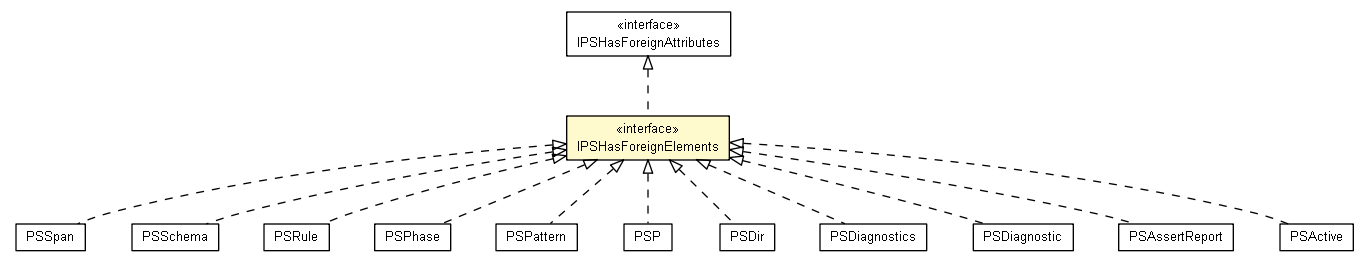 «interface»
IPSHasForeignAttributes
«interface»
IPSHasForeignElements
PSSpan
PSSchema
PSRule
PSPhase
PSPattern
PSP
PSDir
PSDiagnostics
PSDiagnostic
PSAssertReport
PSActive